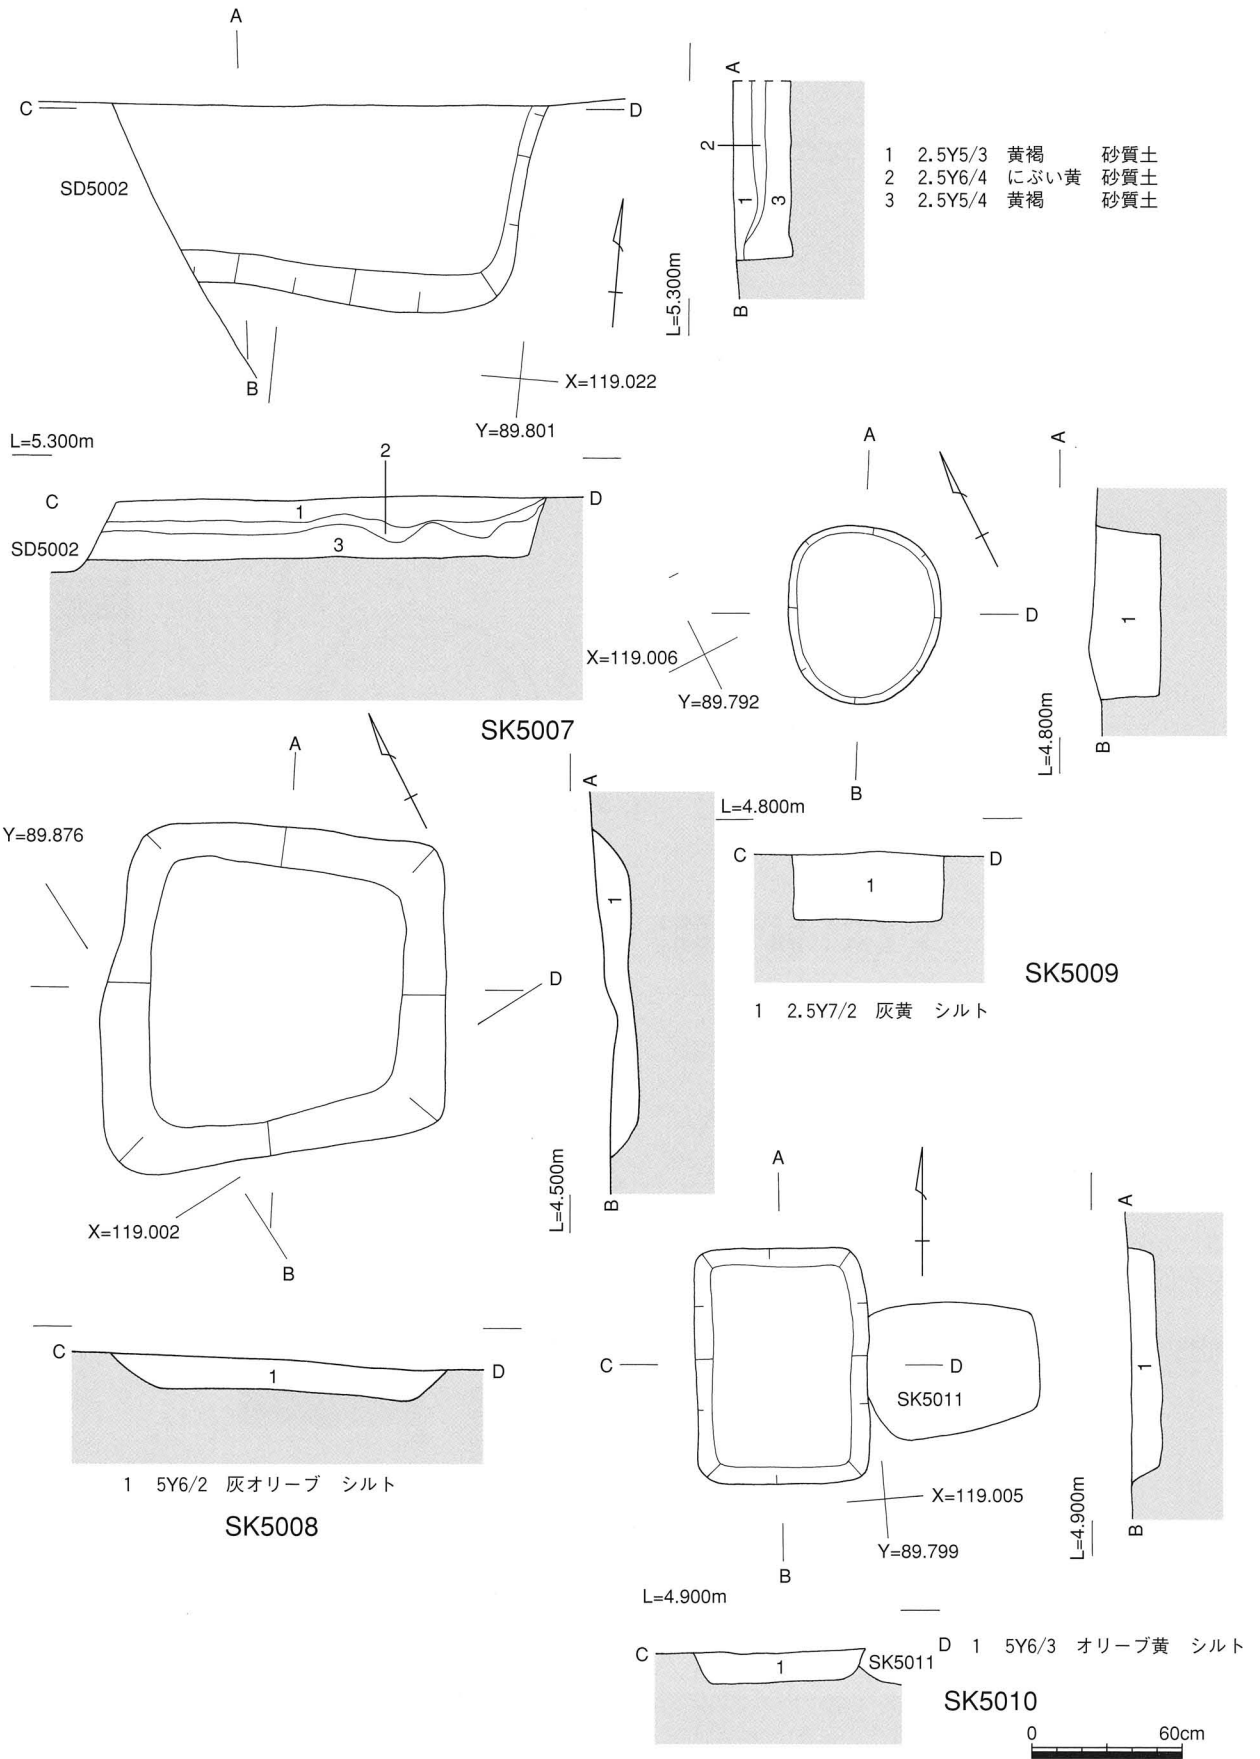 A
C
D
SD5002
B
X=119.022
Y=89.801
A
2
1
3
B
L=5.300m
1 2.5Y5/3 黄褐 砂質土
2 2.5Y6/4 にぶい黄 砂質土
3 2.5Y5/4 黄褐 砂質土
L=5.300m
2
C
D
1
3
SD5002
SK5007
A
D
X=119.006
Y=89.792
B
A
1
B
L=4.800m
L=4.800m
C
D
1
SK5009
1 2.5Y7/2 灰黄 シルト
A
Y=89.876
D
X=119.002
B
A
1
B
L=4.500m
C
D
1
1 5Y6/2 灰オリーブ シルト
SK5008
A
C
D
SK5011
X=119.005
Y=89.799
B
A
1
B
L=4.900m
L=4.900m
C
D
1
SK5011
1 5Y6/3 オリーブ黄 シルト
SK5010
0 60cm